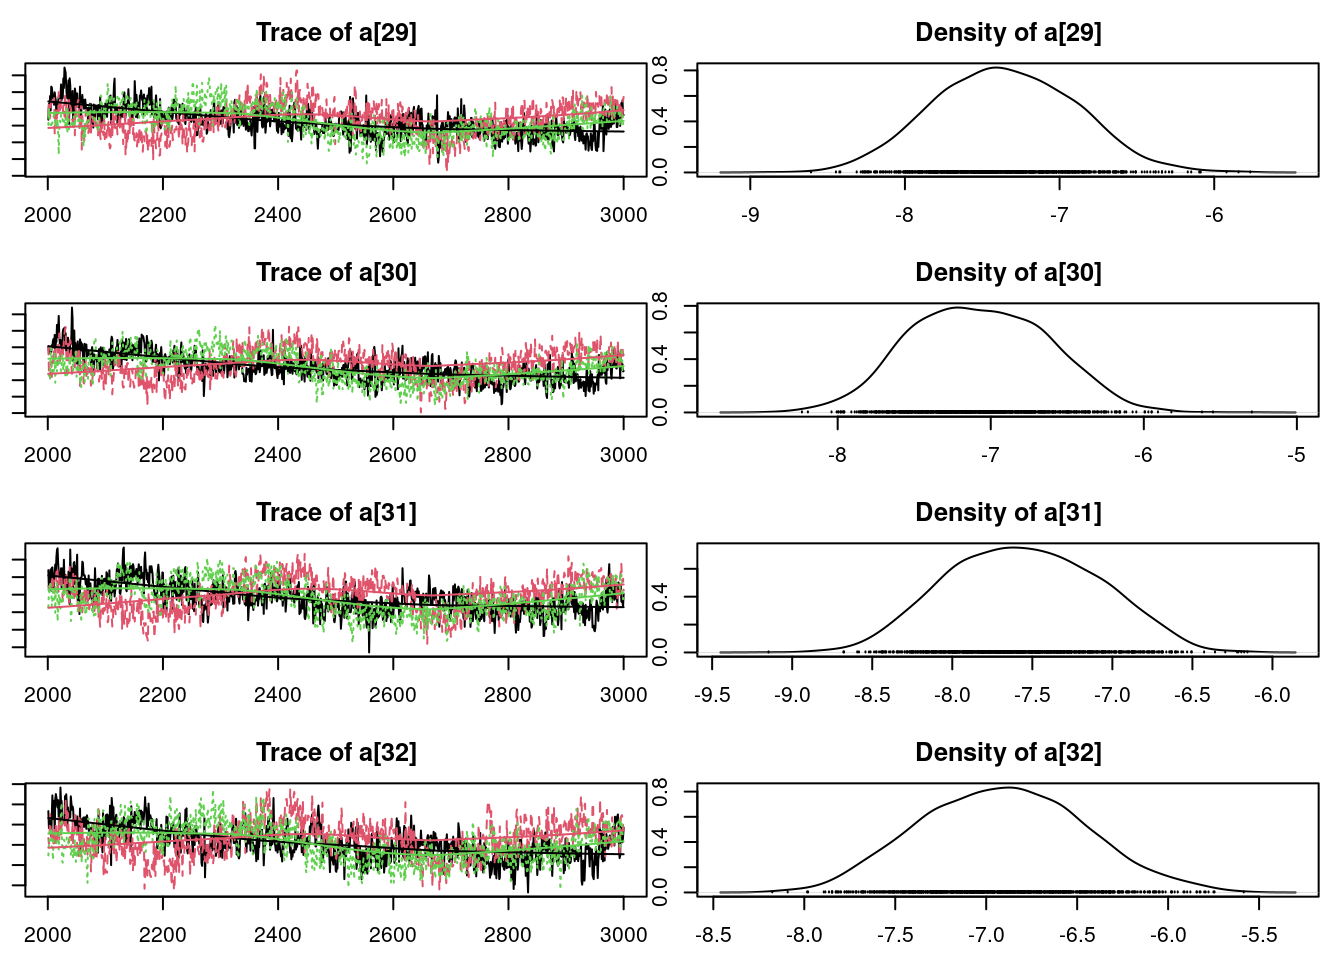 Trace of a[29]
2000 2200 2400 2600 2800 3000
Density of a[29]
0.0 0.4 0.8
-9 -8 -7 -6
Trace of a[30]
2000 2200 2400 2600 2800 3000
Density of a[30]
0.0 0.4 0.8
-8 -7 -6 -5
Trace of a[31]
2000 2200 2400 2600 2800 3000
Density of a[31]
0.0 0.4
-9.5 -9.0 -8.5 -8.0 -7.5 -7.0 -6.5 -6.0
Trace of a[32]
2000 2200 2400 2600 2800 3000
Density of a[32]
0.0 0.4 0.8
-8.5 -8.0 -7.5 -7.0 -6.5 -6.0 -5.5